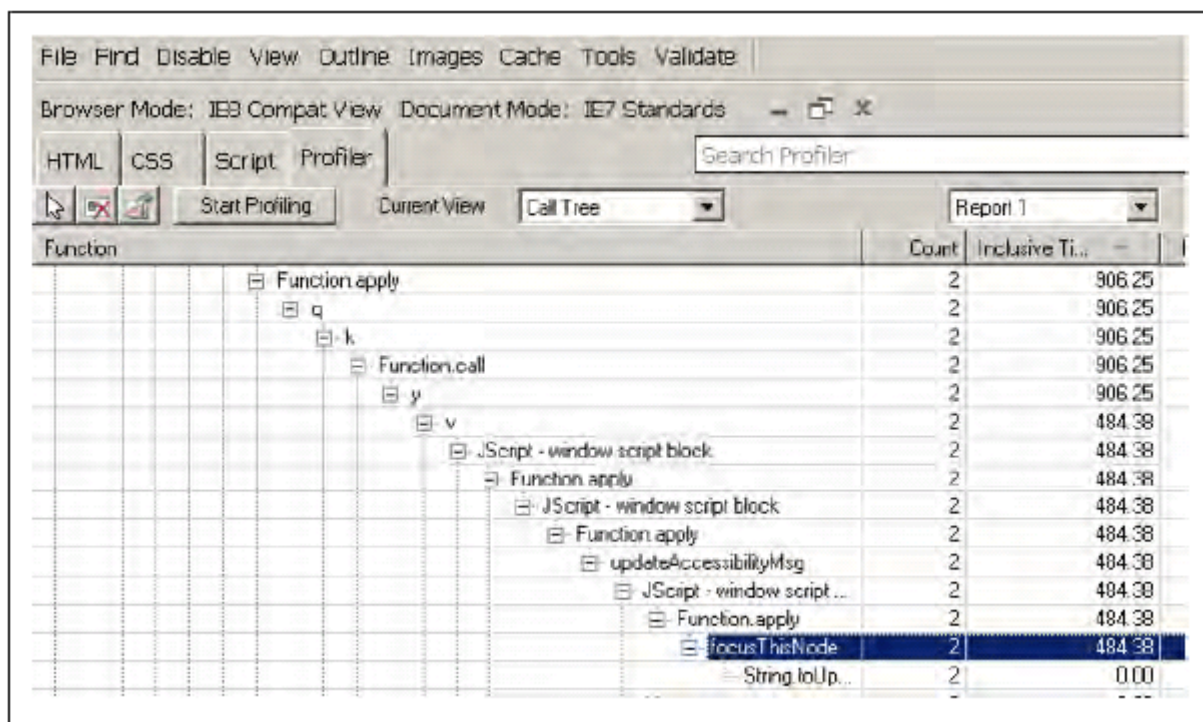 File Find Disable View Outline Images Cache Tools Validate
Browser Mode: IE8 Compat View Document Mode: IE7 Standards
HTML CSS Script Profiler Search Profiler
Start Profiling Current View Call Tree Report 1
Function Count Inclusive Ti...
Function.apply 2 906.25
q 2 906.25
k 2 906.25
Function.call 2 906.25
y 2 906.25
v 2 484.38
JScript - window script block 2 484.38
Function.apply 2 484.38
JScript - window script block 2 484.38
Function.apply 2 484.38
updateAccessibilityMsg 2 484.38
JScript - window script ... 2 484.38
Function.apply 2 484.38
focusThisNode 2 484.38
String.toUp... 2 0.00